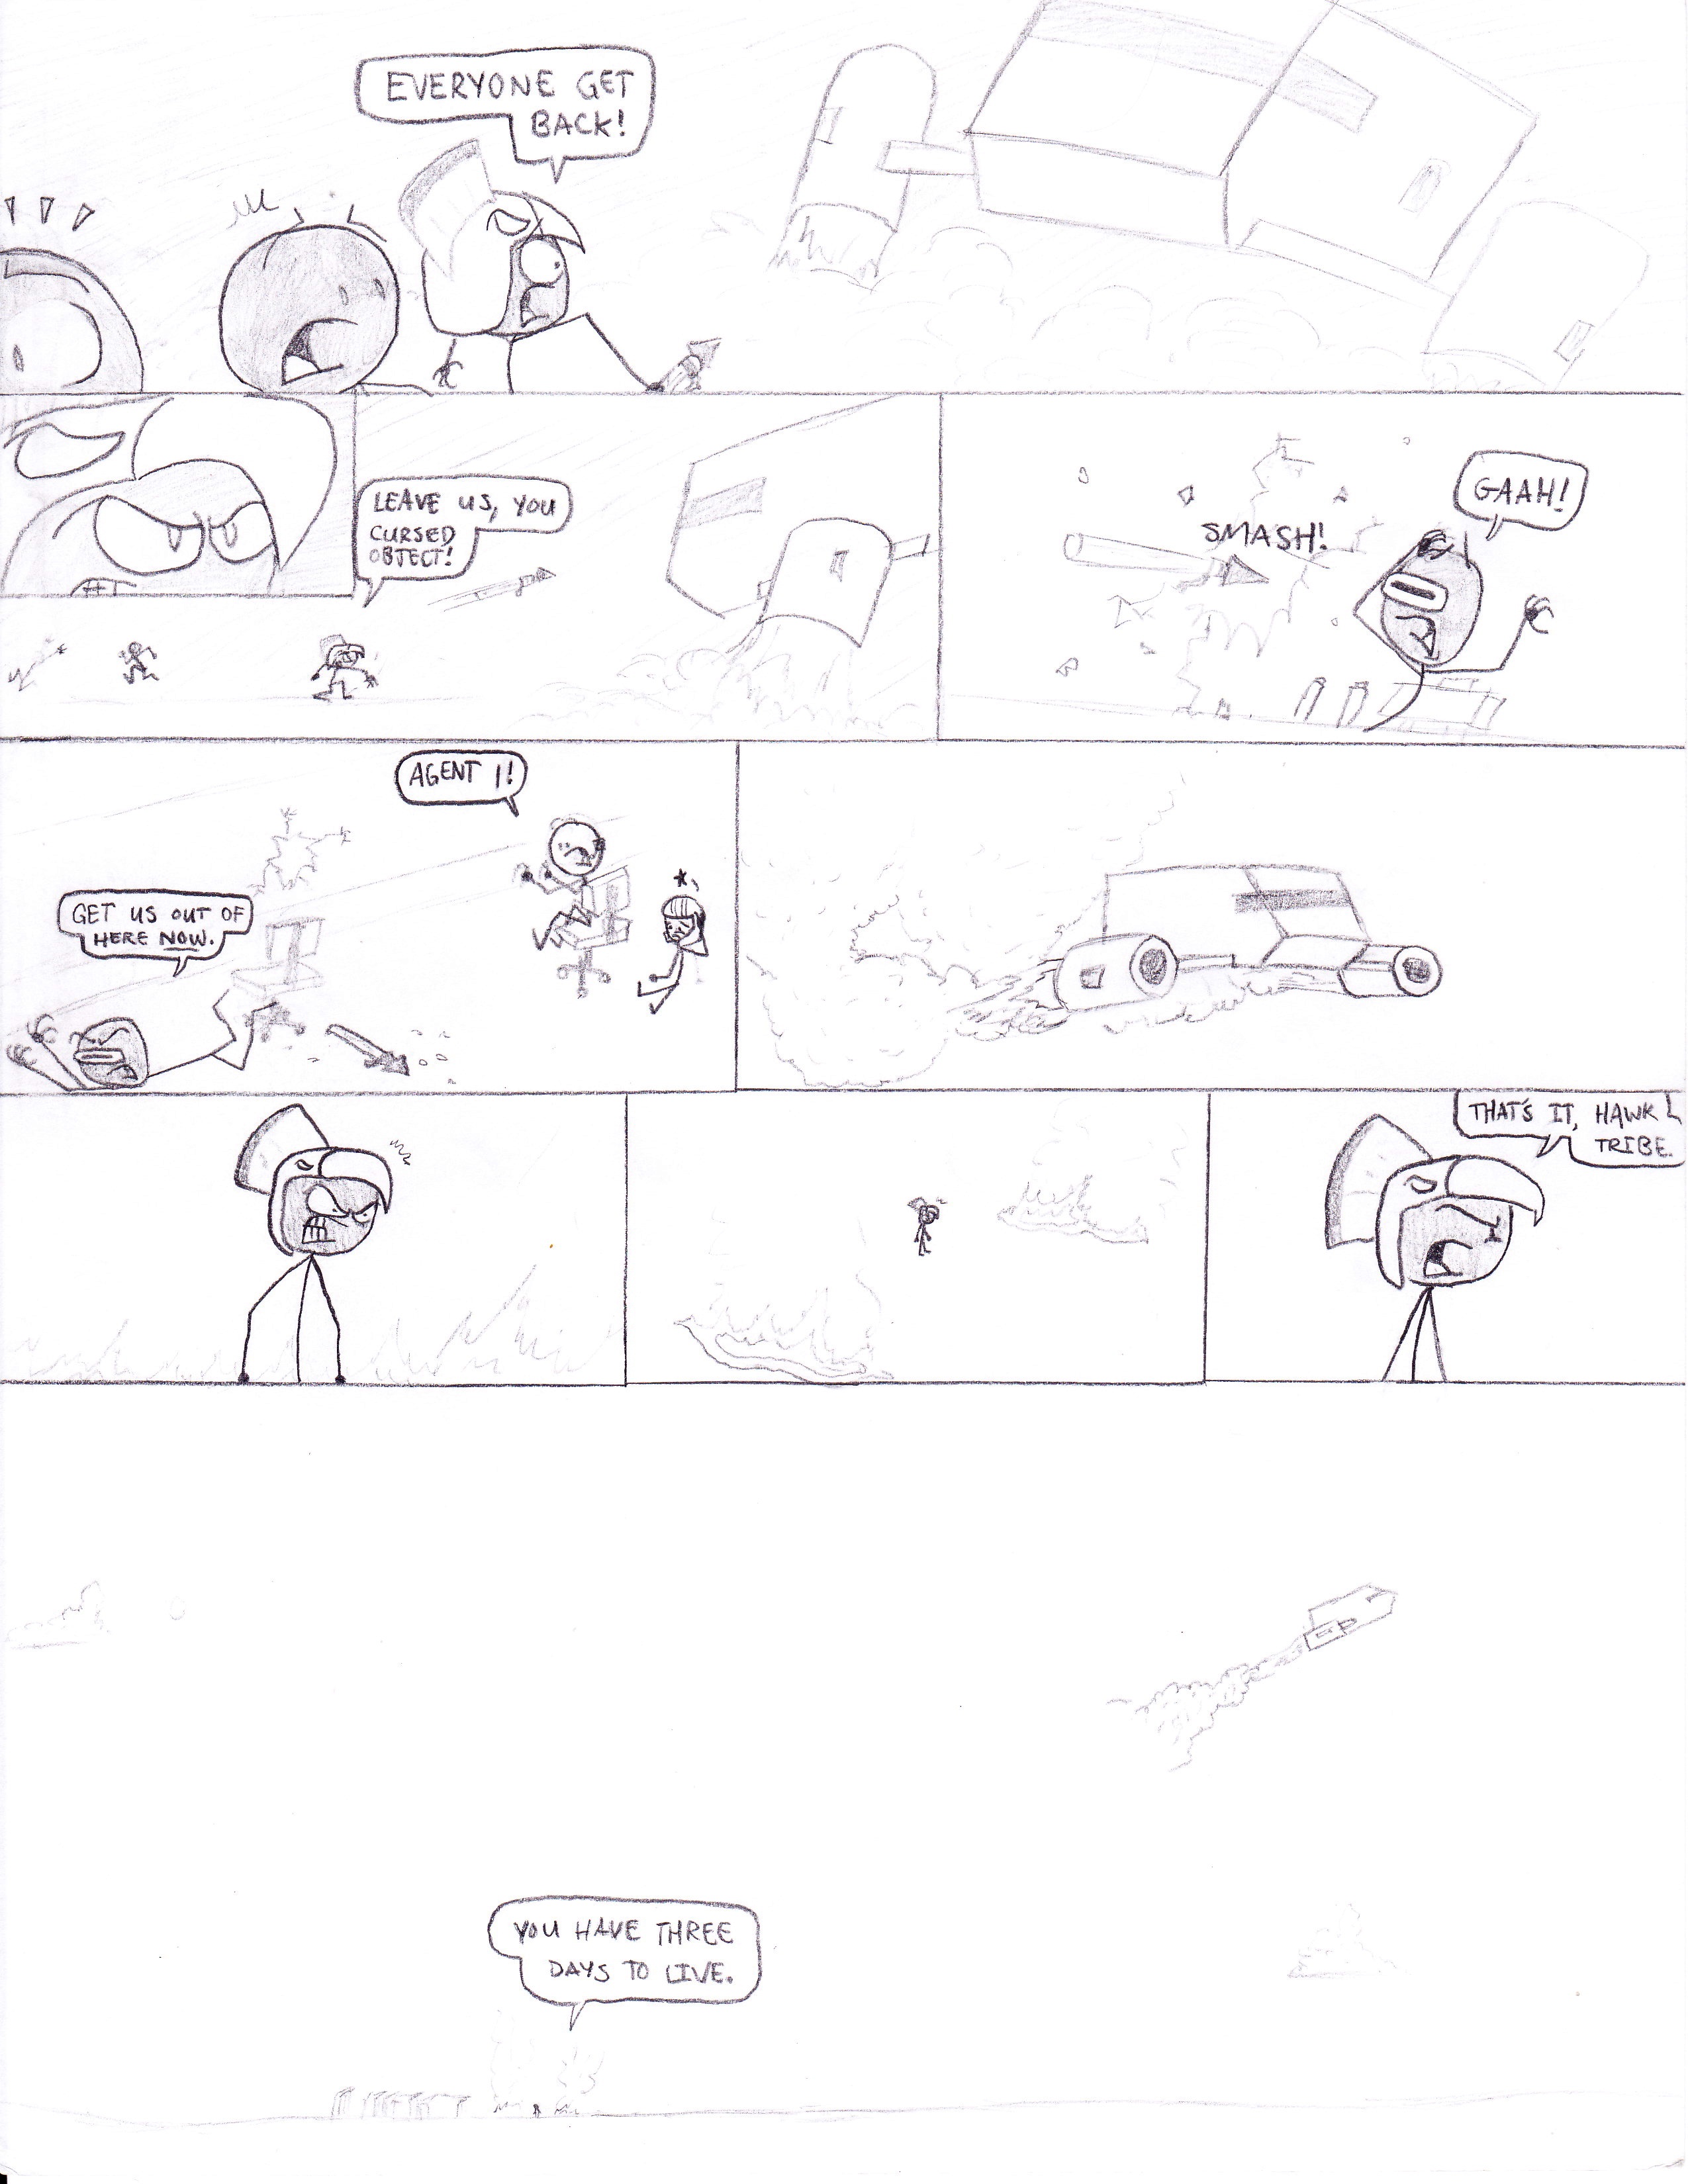 EVERYONE GET
BACK!
LEAVE US, YOU
CURSED
OBJECT!
SMASH!
GAAH!
AGENT 1!
GET US OUT OF
HERE NOW.
THAT'S IT, HAWK
TRIBE.
YOU HAVE THREE
DAYS TO LIVE.